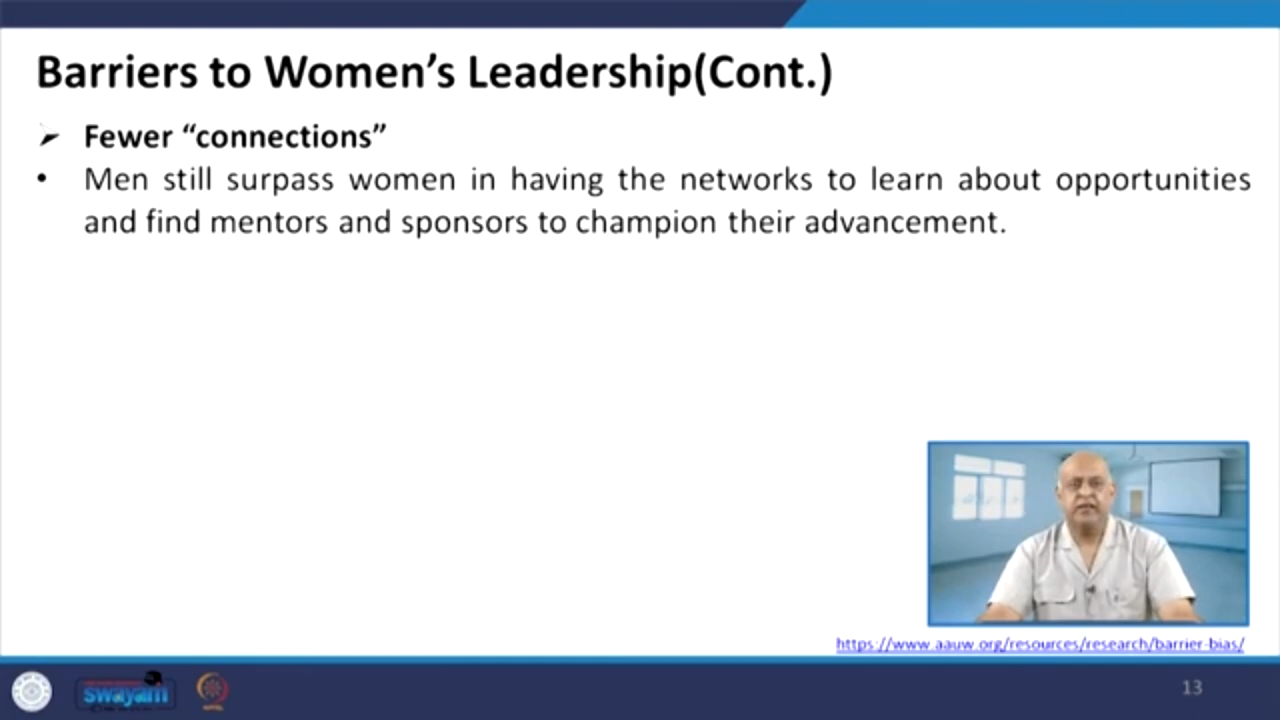 Barriers to Women’s Leadership(Cont.)
➢ Fewer “connections”
• Men still surpass women in having the networks to learn about opportunities
and find mentors and sponsors to champion their advancement.
https://www.aauw.org/resources/research/barrier-bias/
swayam
13